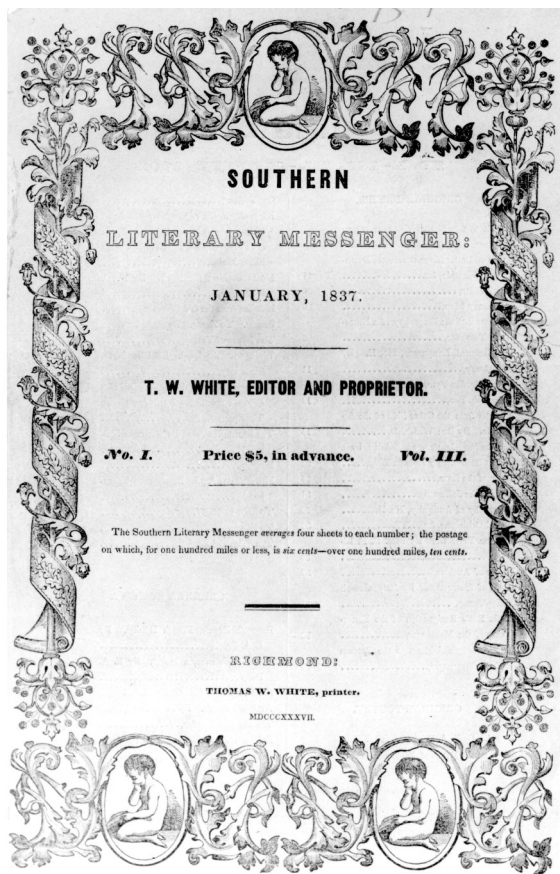 SOUTHERN
LITERARY MESSENGER:
JANUARY, 1837.
T. W. WHITE, EDITOR AND PROPRIETOR.
No. I. Price $5, in advance. Vol. III.
The Southern Literary Messenger averages four sheets to each number; the postage
on which, for one hundred miles or less, is six cents—over one hundred miles, ten cents.
RICHMOND:
THOMAS W. WHITE, printer.
MDCCCXXXVII.